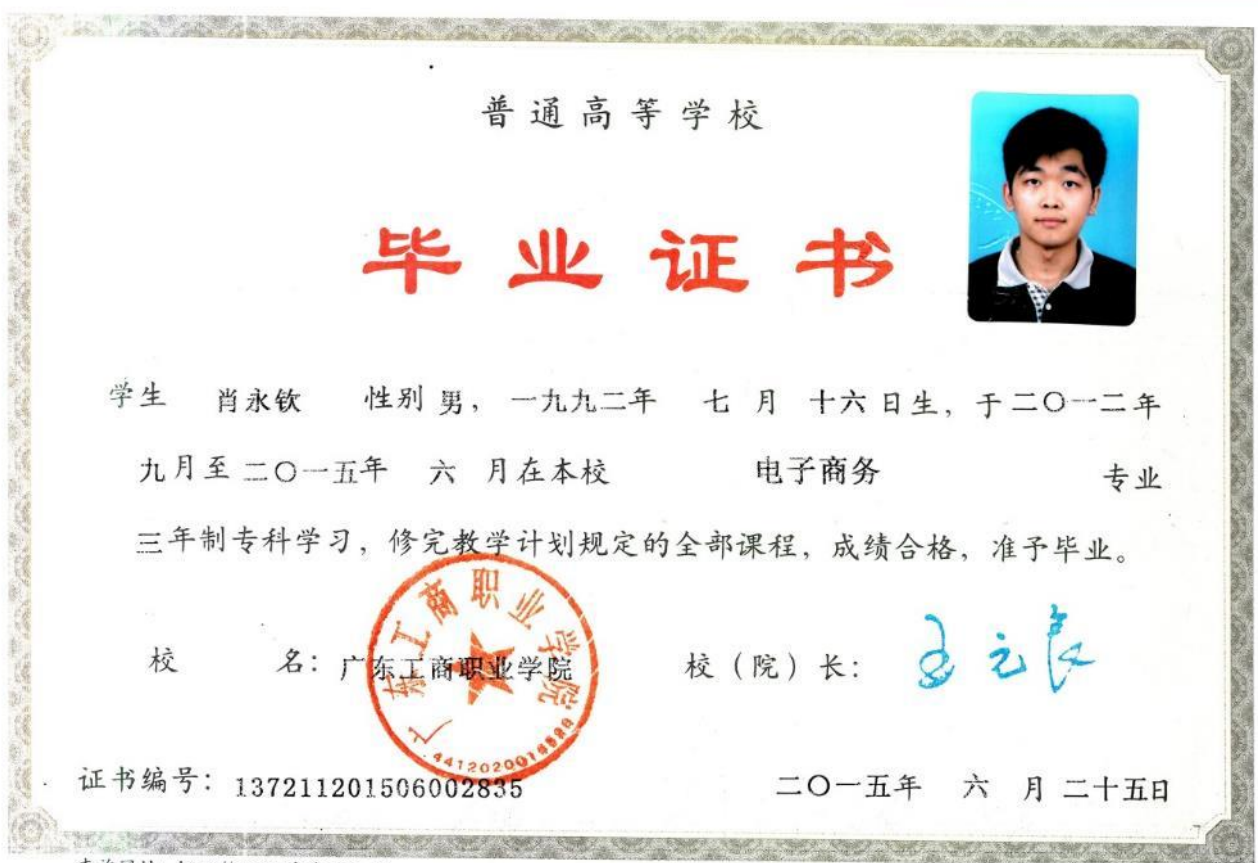 普通高等学校
毕业证书
学生 肖永钦 性别 男，一九九二年 七 月 十六 日生，于二〇一二年
九月至二〇一五年 六 月在本校 电子商务 专业
三年制专科学习，修完教学计划规定的全部课程，成绩合格，准予毕业。
校 名：广东工商职业学院 校（院）长：
广东工商职业学院
证书编号：137211201506002835 二〇一五年 六 月 二十五日